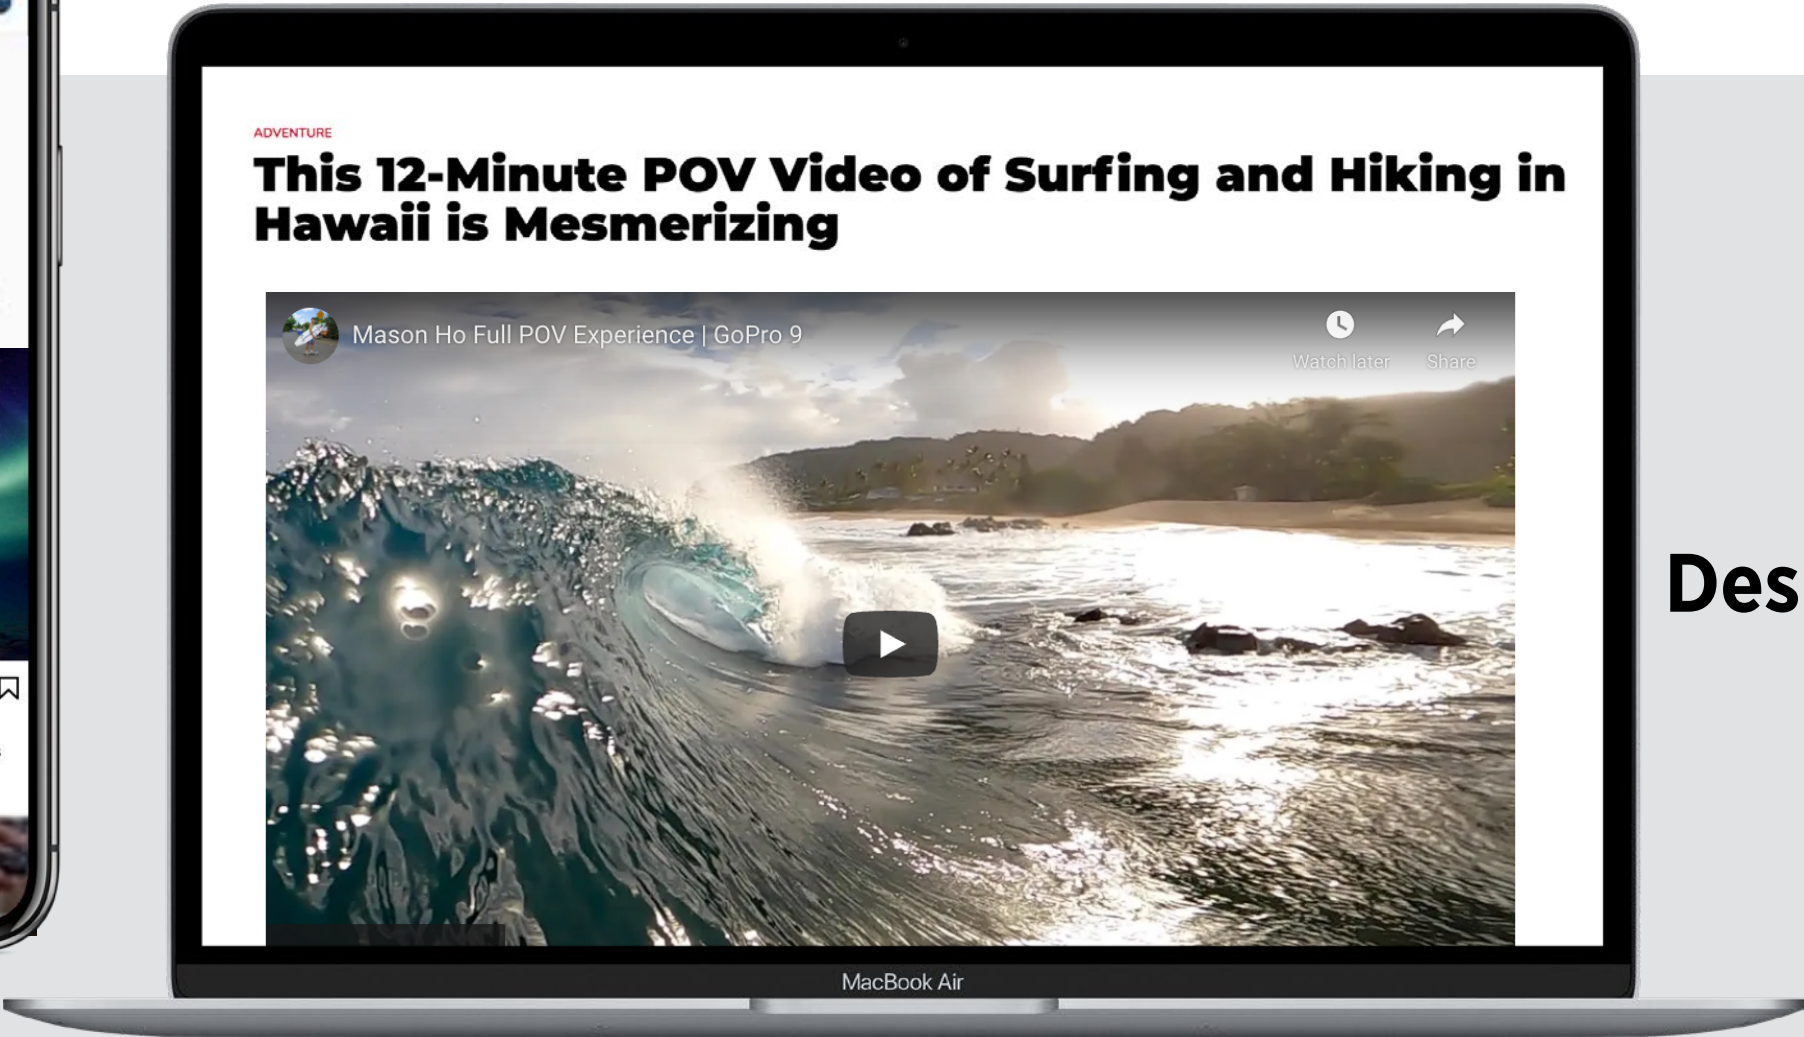 ADVENTURE
This 12-Minute POV Video of Surfing and Hiking in
Hawaii is Mesmerizing
Mason Ho Full POV Experience | GoPro 9
Watch later
Share
Des
MacBook Air